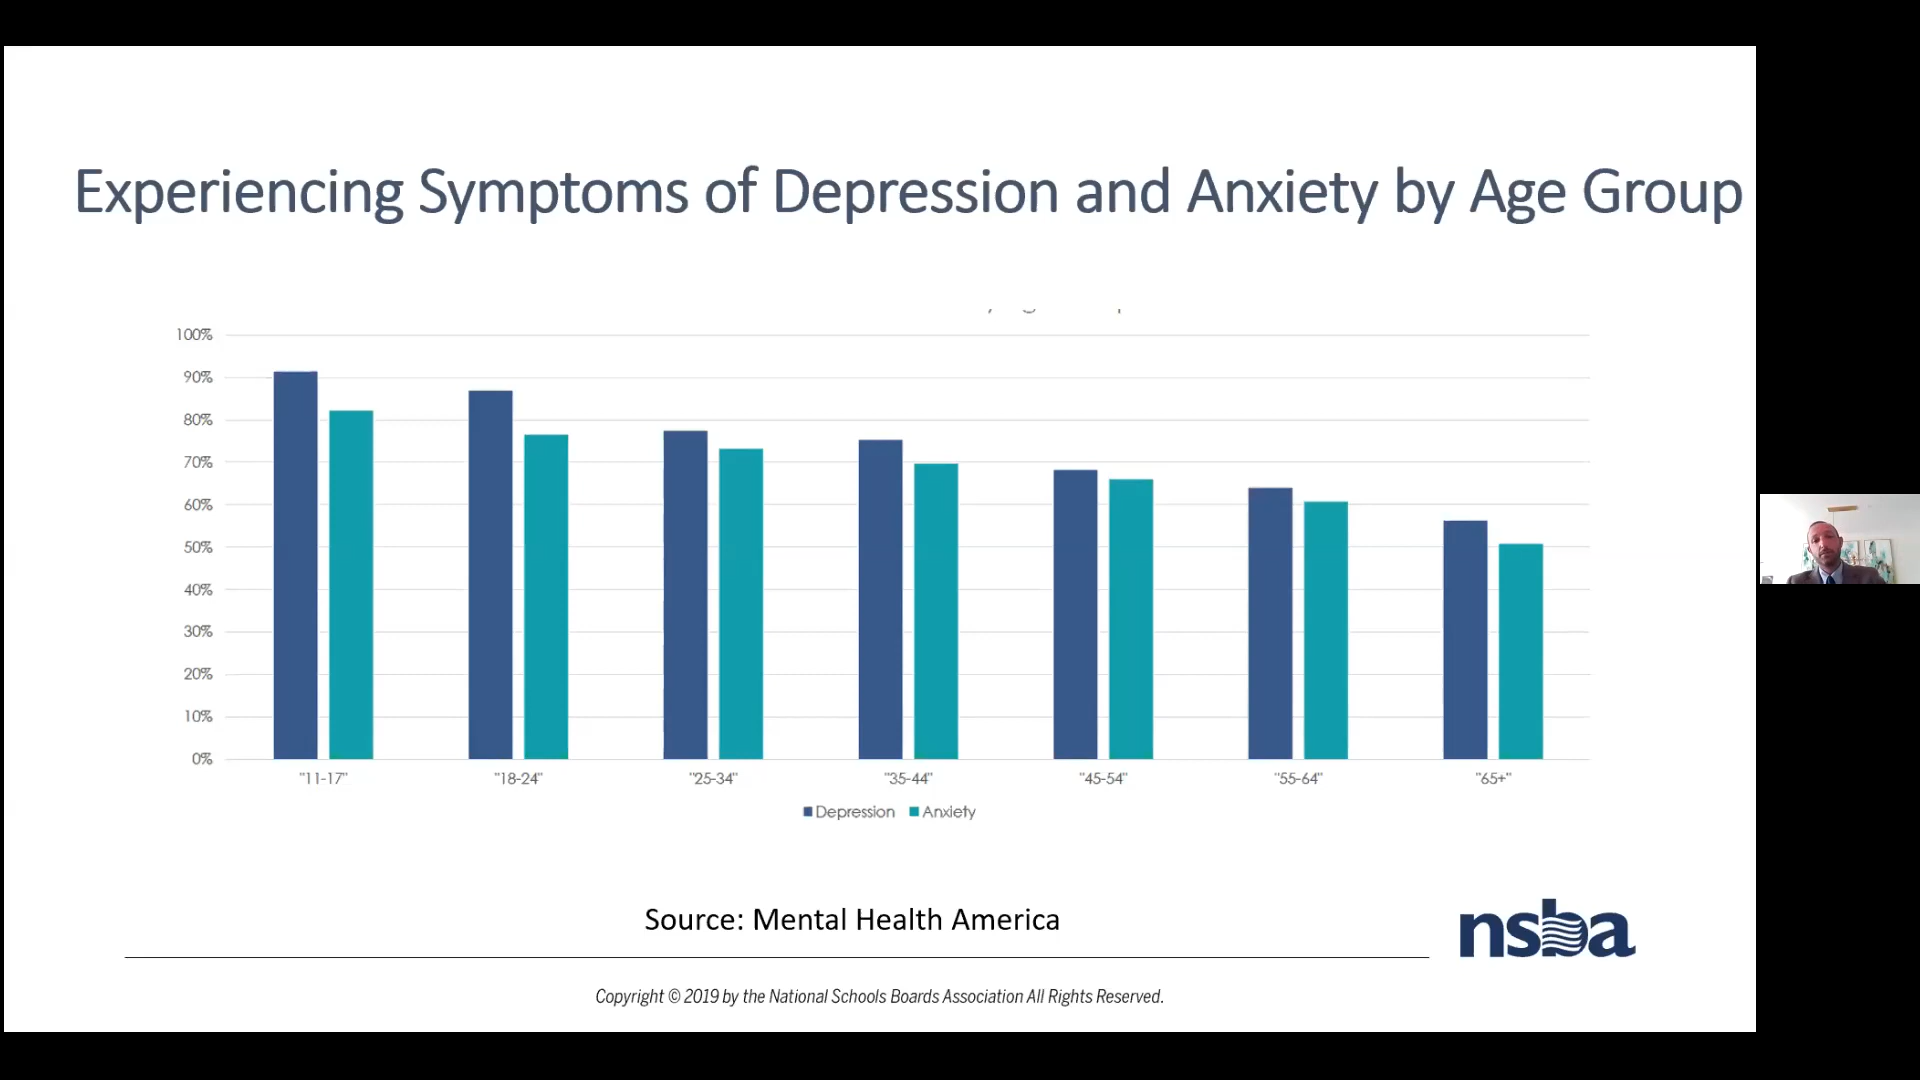 Experiencing Symptoms of Depression and Anxiety by Age Group
100%
90%
80%
70%
60%
50%
40%
30%
20%
10%
0%
"11-17" "18-24" "25-34" "35-44" "45-54" "55-64" "65+"
Depression Anxiety
Source: Mental Health America
nsba
Copyright © 2019 by the National Schools Boards Association All Rights Reserved.